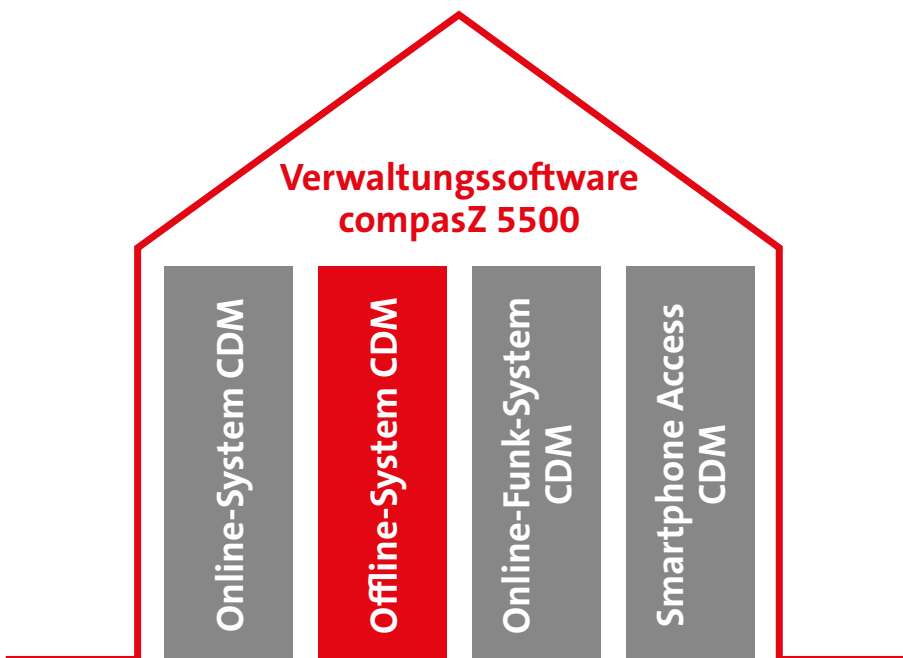 Verwaltungssoftware
compasZ 5500
Online-System CDM
Offline-System CDM
Online-Funk-System
CDM
Smartphone Access
CDM